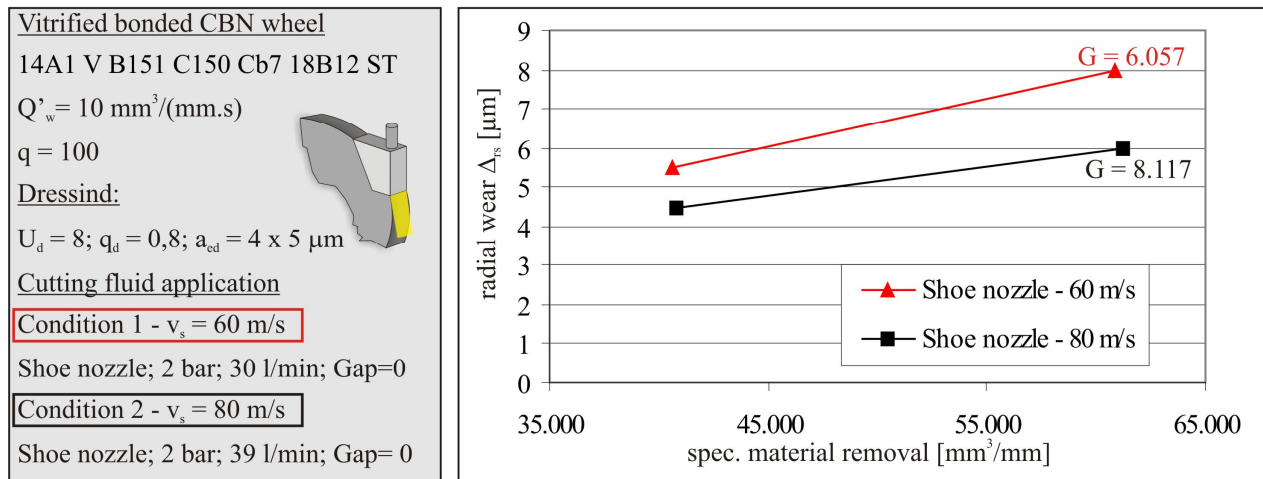 Vitrified bonded CBN wheel
14A1 V B151 C150 Cb7 18B12 ST
Q'w= 10 mm³/(mm.s)
q = 100
Dressind:
Ud = 8; qd = 0,8; aed = 4 x 5 µm
Cutting fluid application
Condition 1 - vs = 60 m/s
Shoe nozzle; 2 bar; 30 l/min; Gap=0
Condition 2 - vs = 80 m/s
Shoe nozzle; 2 bar; 39 l/min; Gap= 0
radial wear Δrs [µm]
9
8
7
6
5
4
3
2
1
0
G = 6.057
G = 8.117
Shoe nozzle - 60 m/s
Shoe nozzle - 80 m/s
35.000 45.000 55.000 65.000
spec. material removal [mm³/mm]